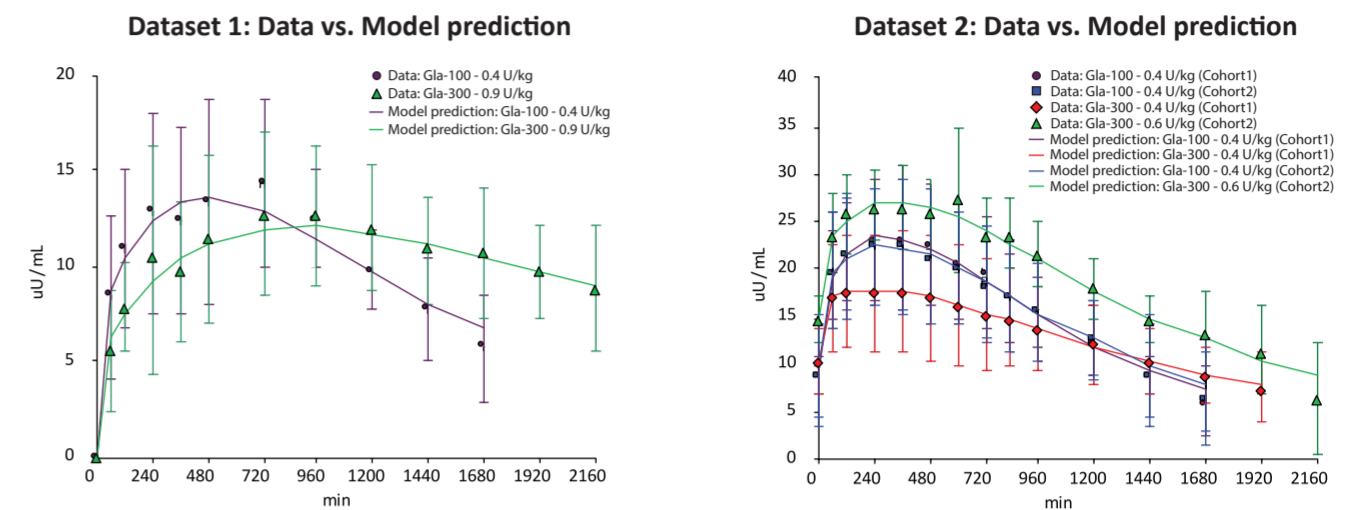 Dataset 1: Data vs. Model prediction
20
15
10
5
0
uU / mL
Data: Gla-100 - 0.4 U/kg
Data: Gla-300 - 0.9 U/kg
Model prediction: Gla-100 - 0.4 U/kg
Model prediction: Gla-300 - 0.9 U/kg
0 240 480 720 960 1200 1440 1680 1920 2160
min
Dataset 2: Data vs. Model prediction
40
35
30
25
20
15
10
5
0
uU / mL
Data: Gla-100 - 0.4 U/kg (Cohort1)
Data: Gla-100 - 0.4 U/kg (Cohort2)
Data: Gla-300 - 0.4 U/kg (Cohort1)
Data: Gla-300 - 0.6 U/kg (Cohort2)
Model prediction: Gla-100 - 0.4 U/kg (Cohort1)
Model prediction: Gla-300 - 0.4 U/kg (Cohort1)
Model prediction: Gla-100 - 0.4 U/kg (Cohort2)
Model prediction: Gla-300 - 0.6 U/kg (Cohort2)
0 240 480 720 960 1200 1440 1680 1920 2160
min